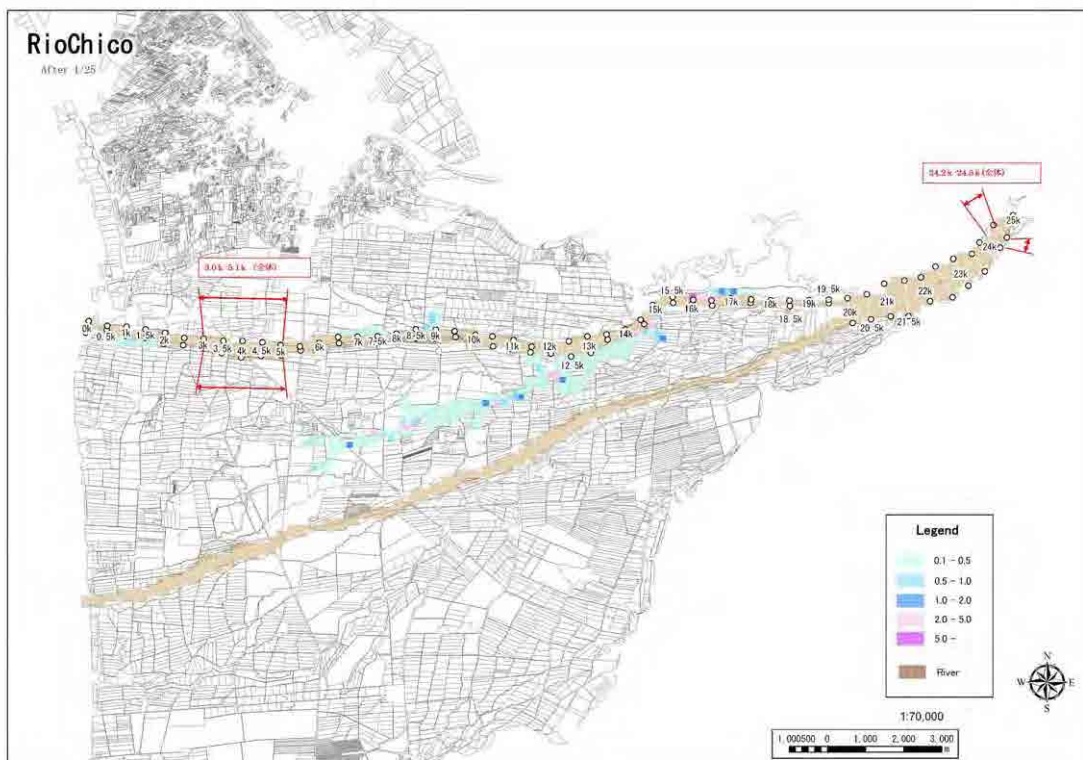 RioChico
After 1/25
24.2k-24.5k(全体)
3.0k-5.1k (全体)
0k
0.5k
1k
1.5k
2k
3k
3.5k
4k
4.5k
5k
6k
7k
7.5k
8k
8.5k
9k
10k
11k
12k
12.5k
13k
14k
15k
15.5k
16k
17k
18k
18.5k
19k
19.5k
20k
20.5k
21k
21.5k
22k
23k
24k
25k
Legend
0.1 - 0.5
0.5 - 1.0
1.0 - 2.0
2.0 - 5.0
5.0 -
River
N
W
E
S
1:70,000
1,000500 0 1,000 2,000 3,000